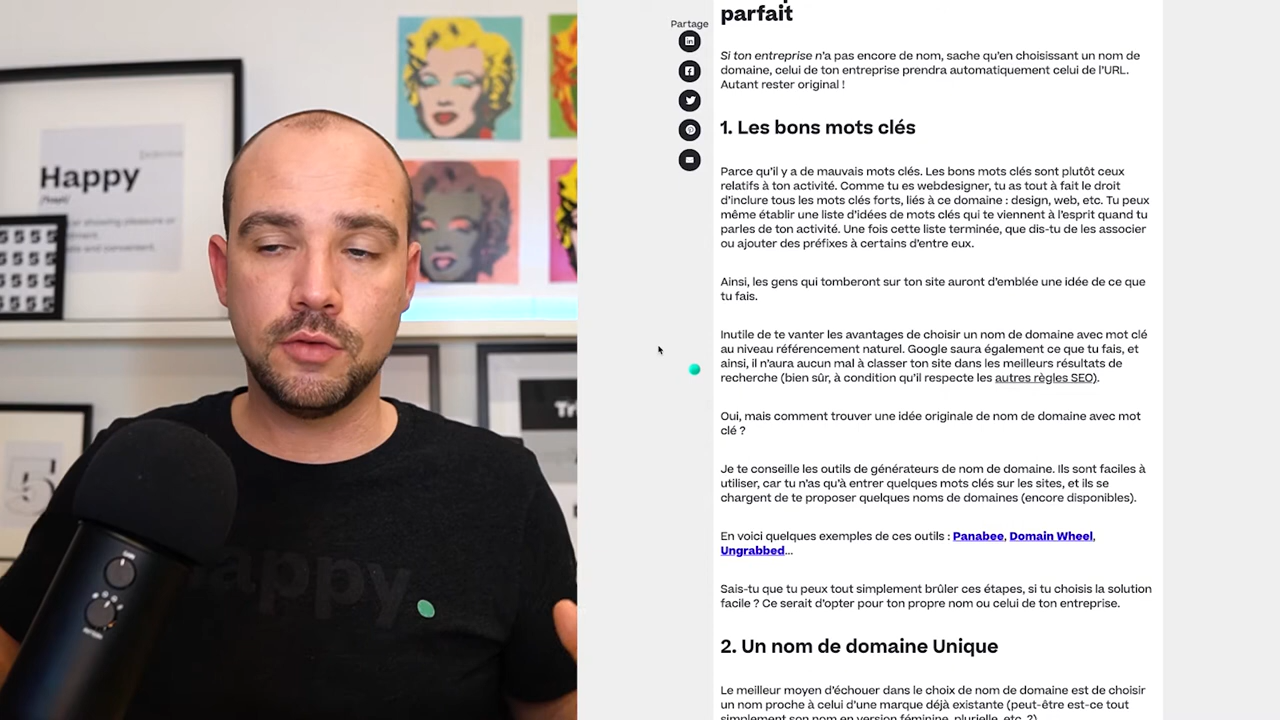 Happy
happy.
Partage
parfait
Si ton entreprise n'a pas encore de nom, sache qu'en choisissant un nom de
domaine, celui de ton entreprise prendra automatiquement celui de l'URL.
Autant rester original !
1. Les bons mots clés
Parce qu'il y a de mauvais mots clés. Les bons mots clés sont plutôt ceux
relatifs à ton activité. Comme tu es webdesigner, tu as tout à fait le droit
d'inclure tous les mots clés forts, liés à ce domaine : design, web, etc. Tu peux
même établir une liste d'idées de mots clés qui te viennent à l'esprit quand tu
parles de ton activité. Une fois cette liste terminée, que dis-tu de les associer
ou ajouter des préfixes à certains d'entre eux.
Ainsi, les gens qui tomberont sur ton site auront d'emblée une idée de ce que
tu fais.
Inutile de te vanter les avantages de choisir un nom de domaine avec mot clé
au niveau référencement naturel. Google saura également ce que tu fais, et
ainsi, il n'aura aucun mal à classer ton site dans les meilleurs résultats de
recherche (bien sûr, à condition qu'il respecte les autres règles SEO).
Oui, mais comment trouver une idée originale de nom de domaine avec mot
clé ?
Je te conseille les outils de générateurs de nom de domaine. Ils sont faciles à
utiliser, car tu n'as qu'à entrer quelques mots clés sur les sites, et ils se
chargent de te proposer quelques noms de domaines (encore disponibles).
En voici quelques exemples de ces outils : Panabee, Domain Wheel,
Ungrabbed...
Sais-tu que tu peux tout simplement brûler ces étapes, si tu choisis la solution
facile ? Ce serait d'opter pour ton propre nom ou celui de ton entreprise.
2. Un nom de domaine Unique
Le meilleur moyen d'échouer dans le choix de nom de domaine est de choisir
un nom proche à celui d'une marque déjà existante (peut-être est-ce tout
simplement son nom en version féminine, plurielle, etc. ?)